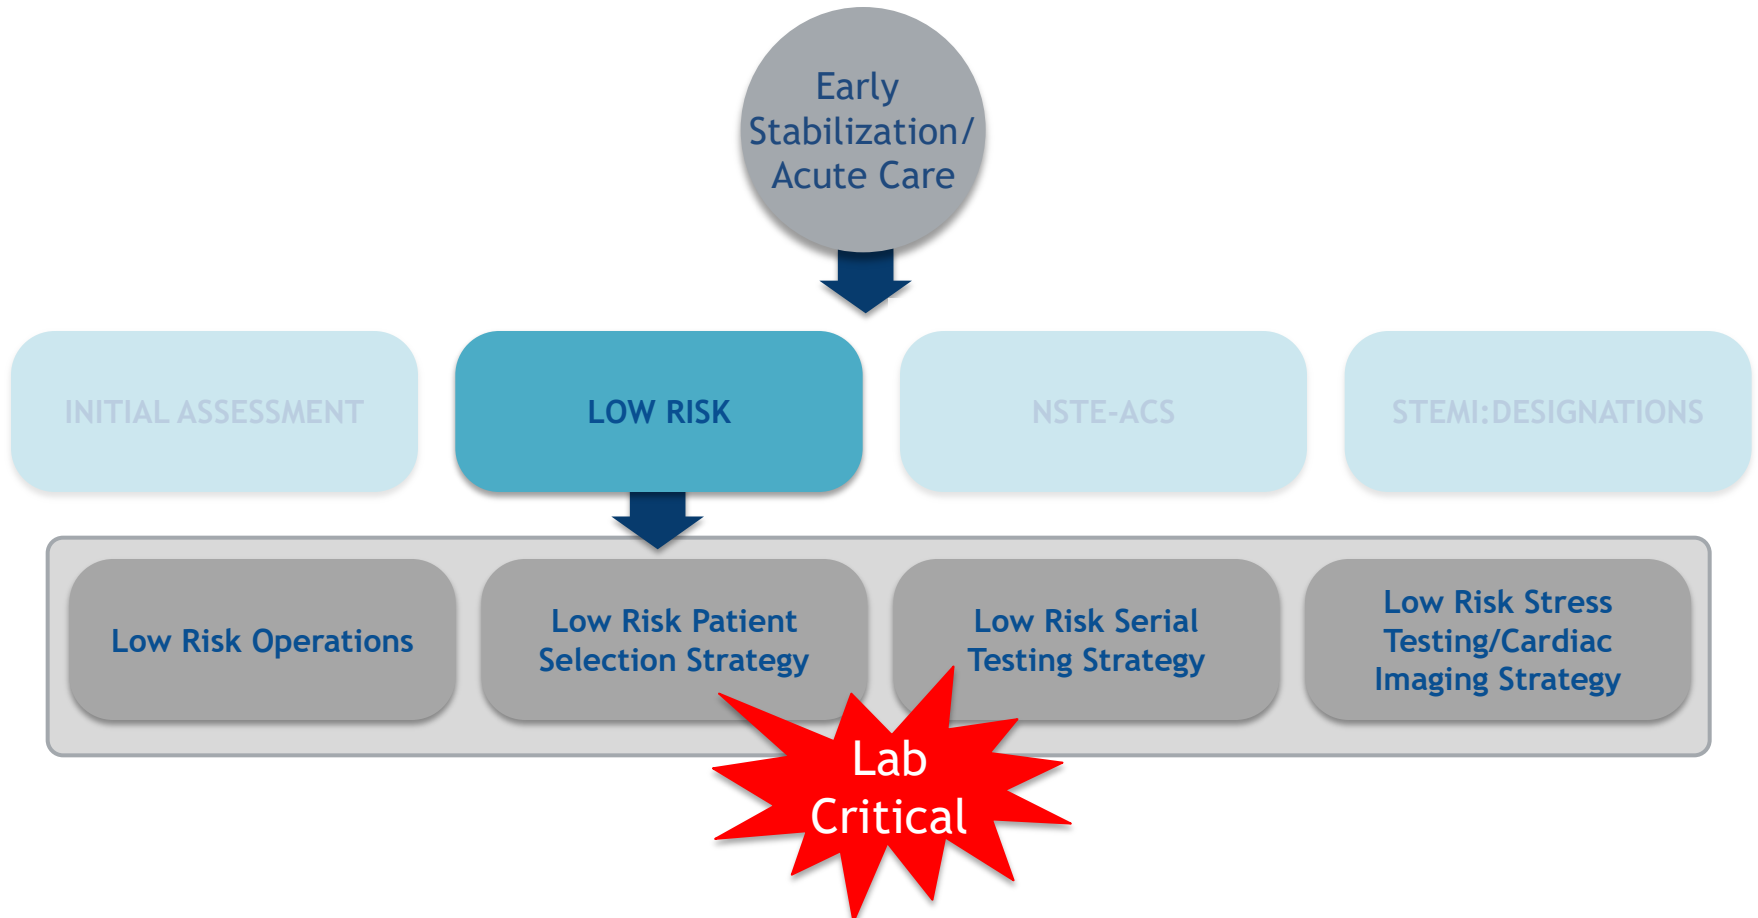 Early
Stabilization/
Acute Care
INITIAL ASSESSMENT
LOW RISK
NSTE-ACS
STEMI:DESIGNATIONS
Low Risk Operations
Low Risk Patient
Selection Strategy
Low Risk Serial
Testing Strategy
Low Risk Stress
Testing/Cardiac
Imaging Strategy
Lab
Critical